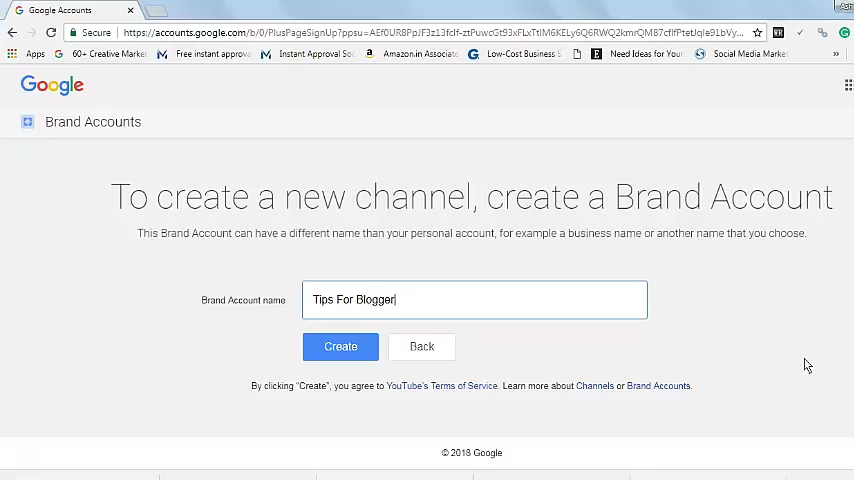 Google Accounts
Secure https://accounts.google.com/b/0/PlusPageSignUp?ppsu=
Apps 60+ Creative Market Free instant approva Instant Approval Soc Amazon.in Associate Low-Cost Business S Need Ideas for Your Social Media Marke »
Google
Brand Accounts
To create a new channel, create a Brand Account
This Brand Account can have a different name than your personal account, for example a business name or another name that you choose.
Brand Account name Tips For Blogger
Create Back
By clicking "Create", you agree to YouTube's Terms of Service. Learn more about Channels or Brand Accounts.
© 2018 Google